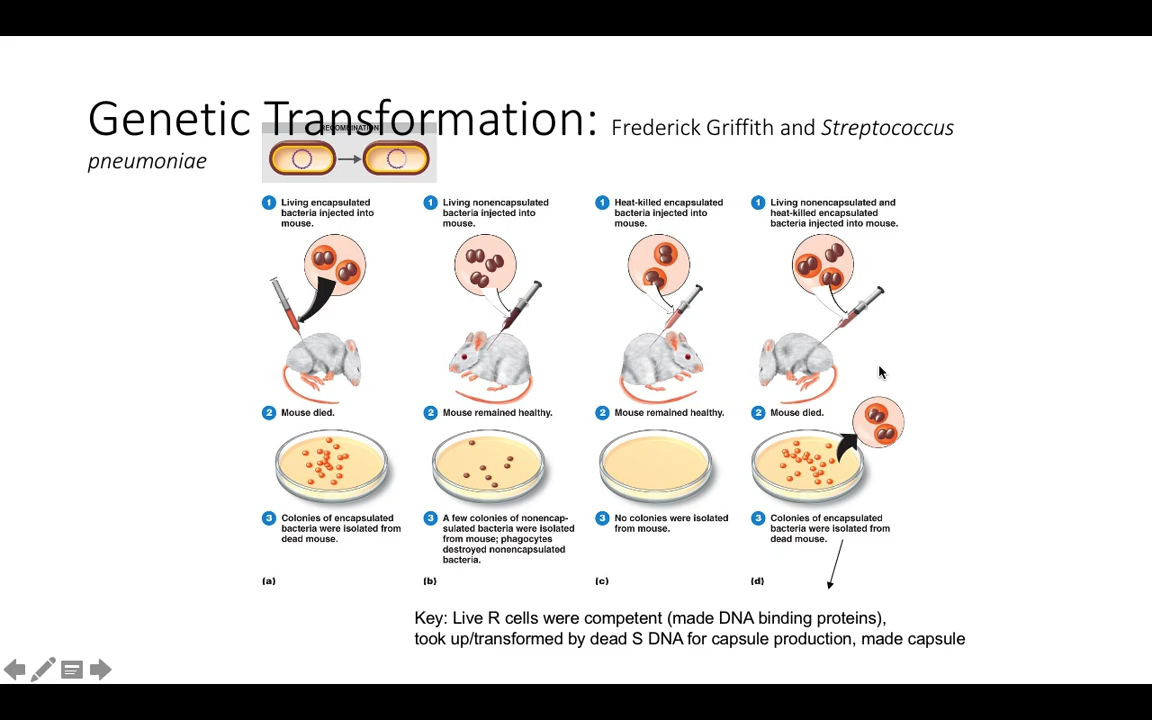 Genetic Transformation: Frederick Griffith and Streptococcus
pneumoniae
RECOMBINATION
1 Living encapsulated
bacteria injected into
mouse.
2 Mouse died.
3 Colonies of encapsulated
bacteria were isolated from
dead mouse.
(a)
1 Living nonencapsulated
bacteria injected into
mouse.
2 Mouse remained healthy.
3 A few colonies of nonencap-
sulated bacteria were isolated
from mouse; phagocytes
destroyed nonencapsulated
bacteria.
(b)
1 Heat-killed encapsulated
bacteria injected into
mouse.
2 Mouse remained healthy.
3 No colonies were isolated
from mouse.
(c)
1 Living nonencapsulated and
heat-killed encapsulated
bacteria injected into mouse.
2 Mouse died.
3 Colonies of encapsulated
bacteria were isolated from
dead mouse.
(d)
Key: Live R cells were competent (made DNA binding proteins),
took up/transformed by dead S DNA for capsule production, made capsule